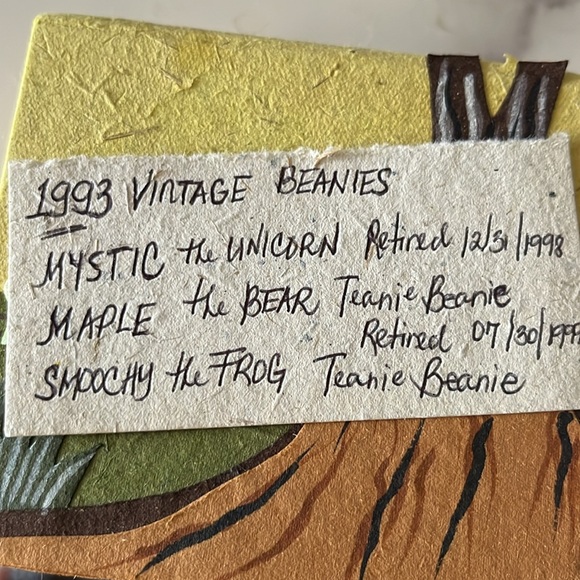 1993 VINTAGE BEANIES
MYSTIC the UNICORN Retired 12/31/1998
MAPLE the BEAR Teanie Beanie
Retired 07/30/199
SMOOCHY the FROG Teanie Beanie